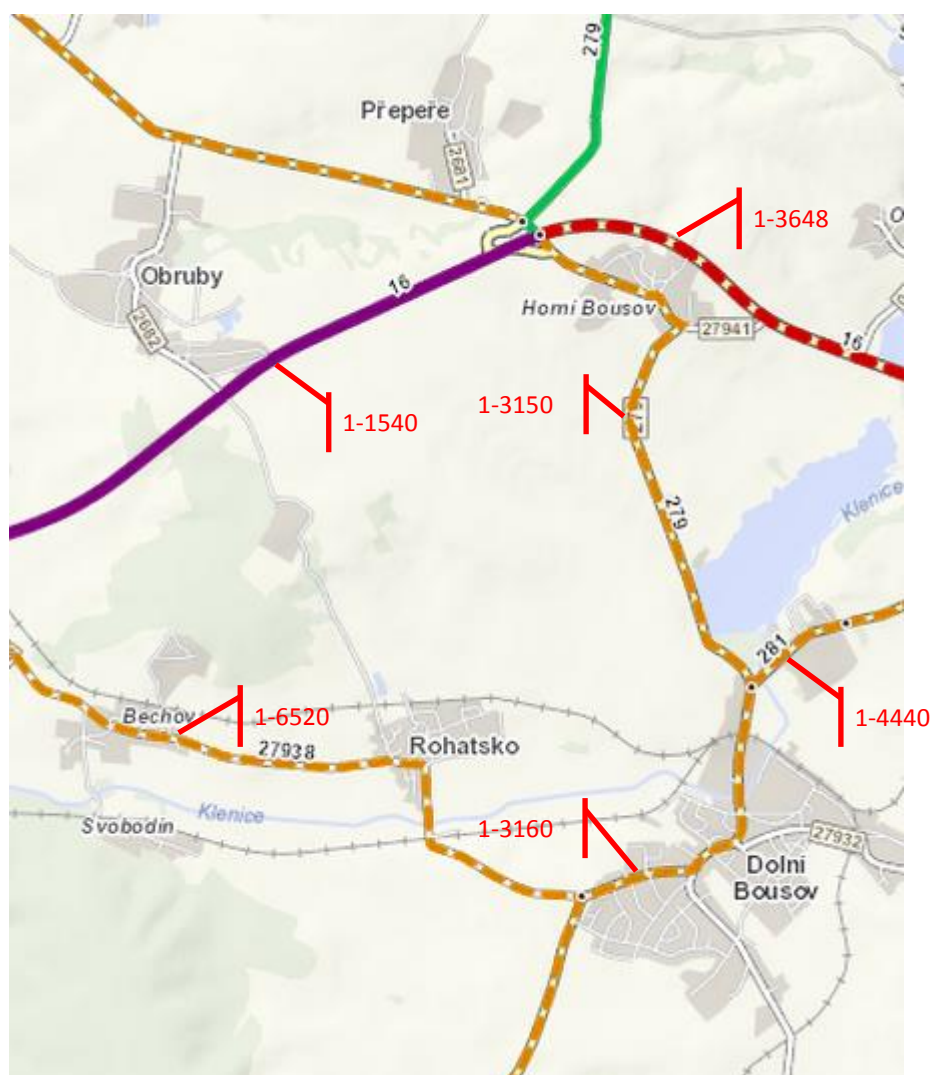 279
Přepeře
2681
1-3648
Obruby
16
Horní Bousov
2682
27941
16
1-3150
1-1540
279
Klenice
281
Bechov
1-6520
27938
Rohatsko
1-4440
Klenice
Svobodín
1-3160
27932
Dolní
Bousov